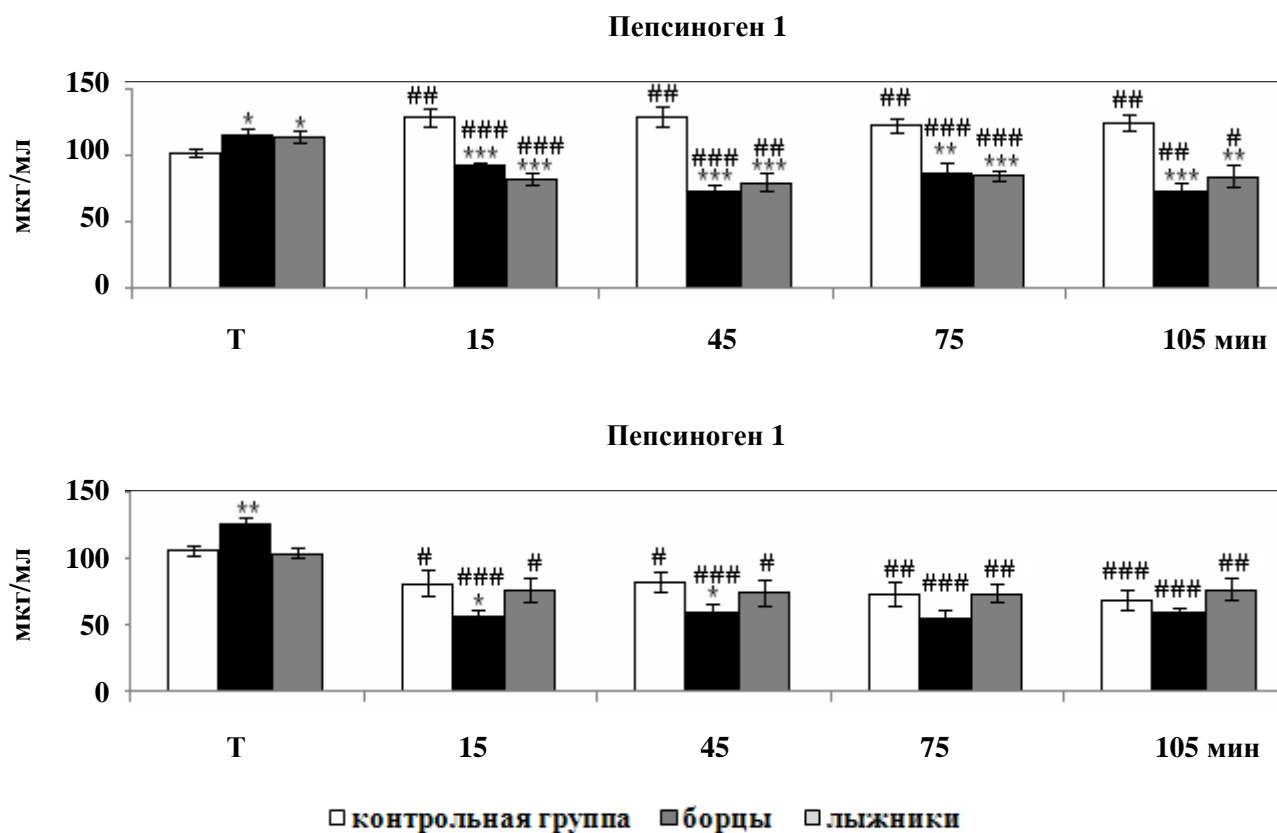 Пепсиноген 1
мкг/мл
150
100
50
0
* *
## ### *** ### ***
## ### *** ## ***
## ### ** ### ***
## ## *** # **
Т 15 45 75 105 мин
Пепсиноген 1
мкг/мл
150
100
50
0
**
# ### * #
# ### * #
## ### ##
### ### ##
Т 15 45 75 105 мин
контрольная группа борцы лыжники